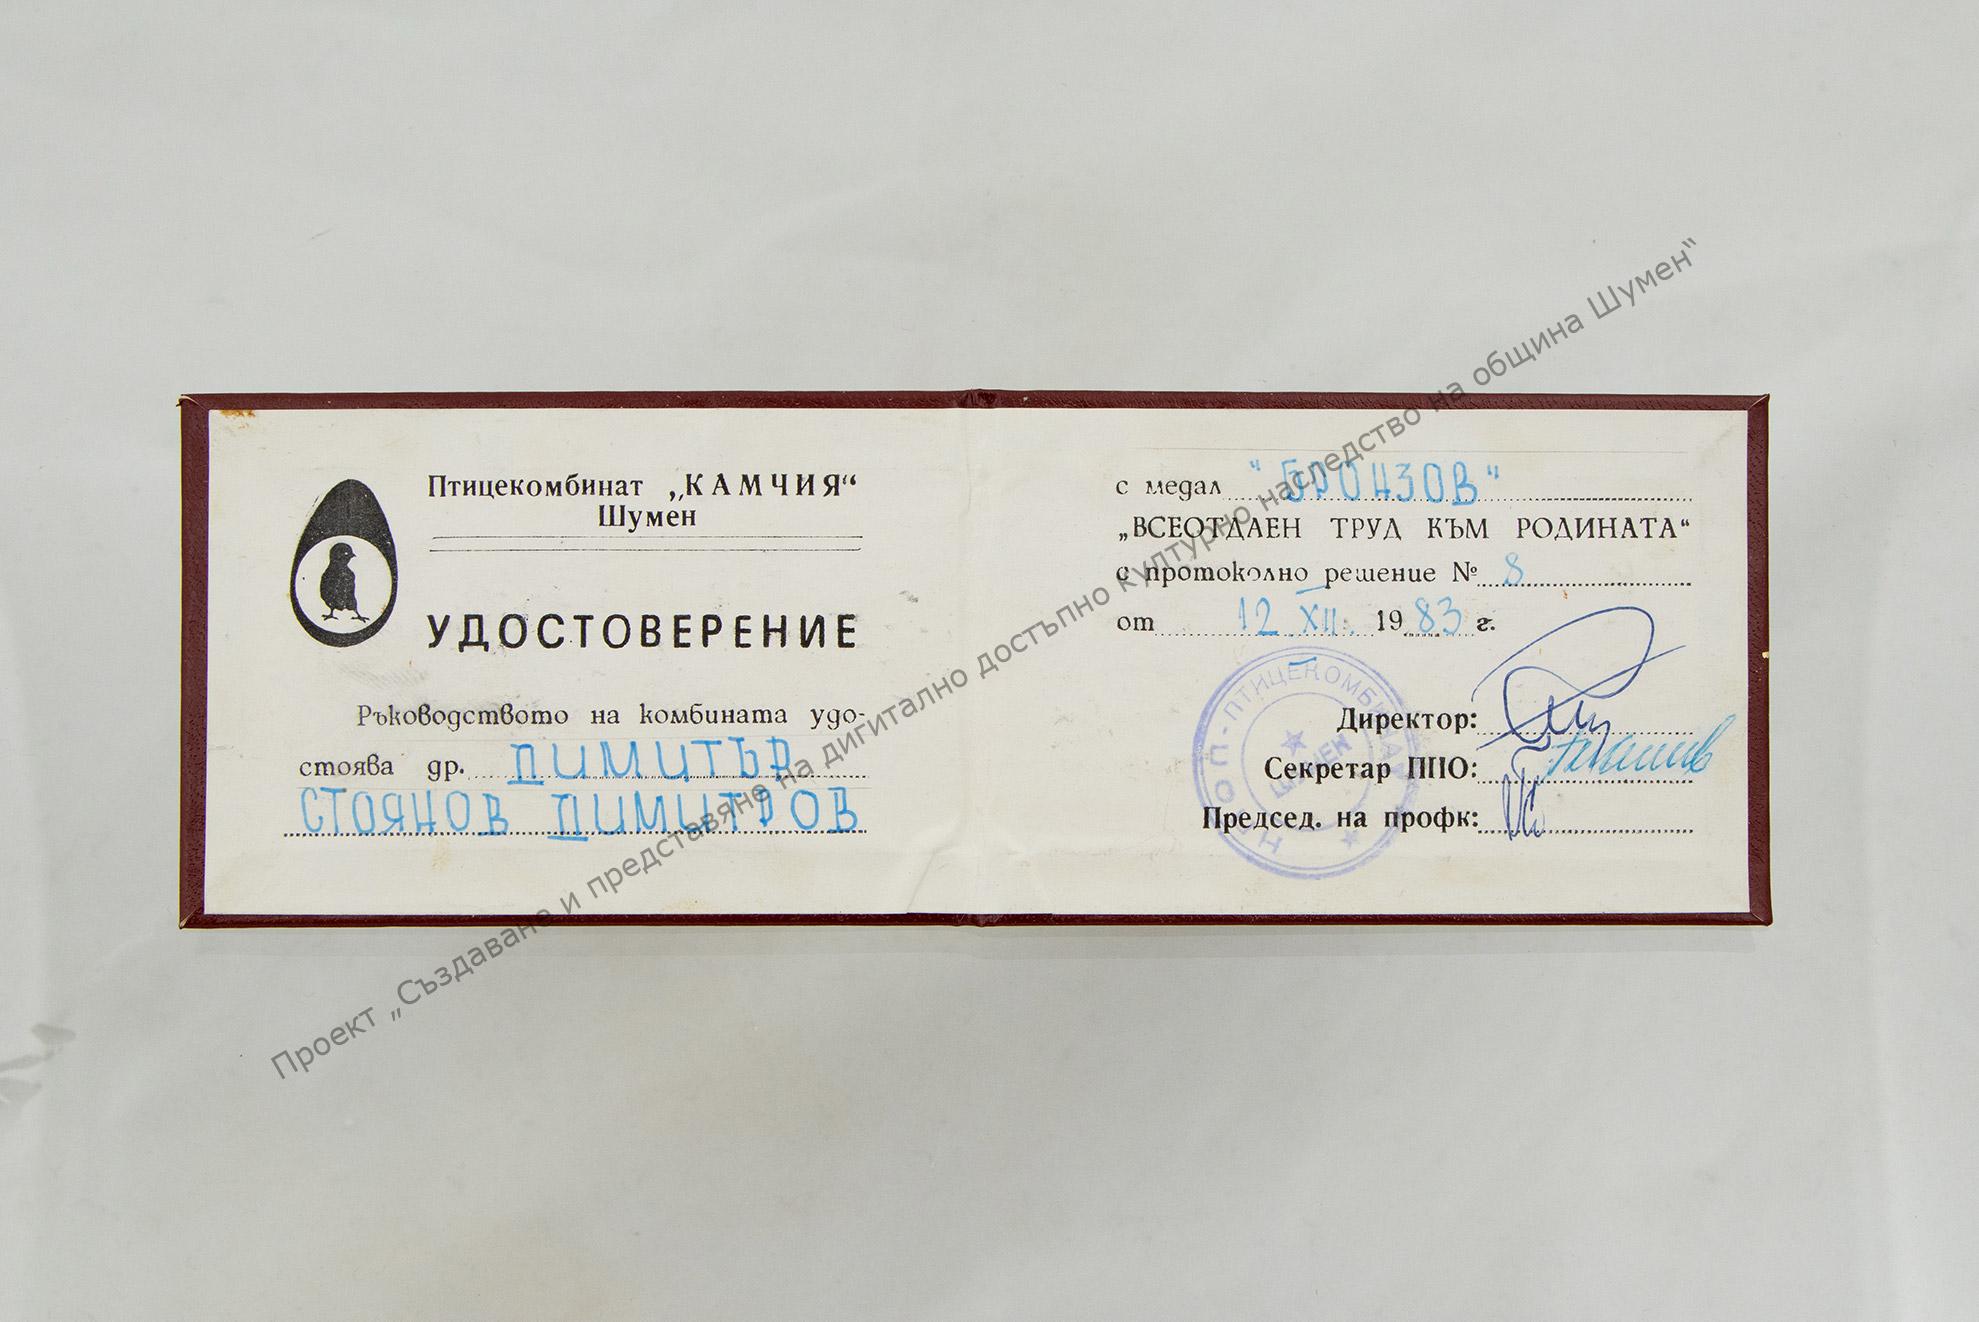 Птицекомбинат „КАМЧИЯ“
Шумен
УДОСТОВЕРЕНИЕ
Ръководството на комбината удо-
стоява др. ДИМИТЪР
СТОЯНОВ ДИМИТРОВ
с медал "БРОНЗОВ"
„ВСЕОТДАЕН ТРУД КЪМ РОДИНАТА“
с протоколно решение № 8
от 12 XII. 1983 г.
Директор:
Секретар ППО:
Председ. на профк:
ПТИЦЕКОМБИНАТ
ШУМЕН
Проект „Създаване и представяне на дигитално достъпно културно наследство на община Шумен“